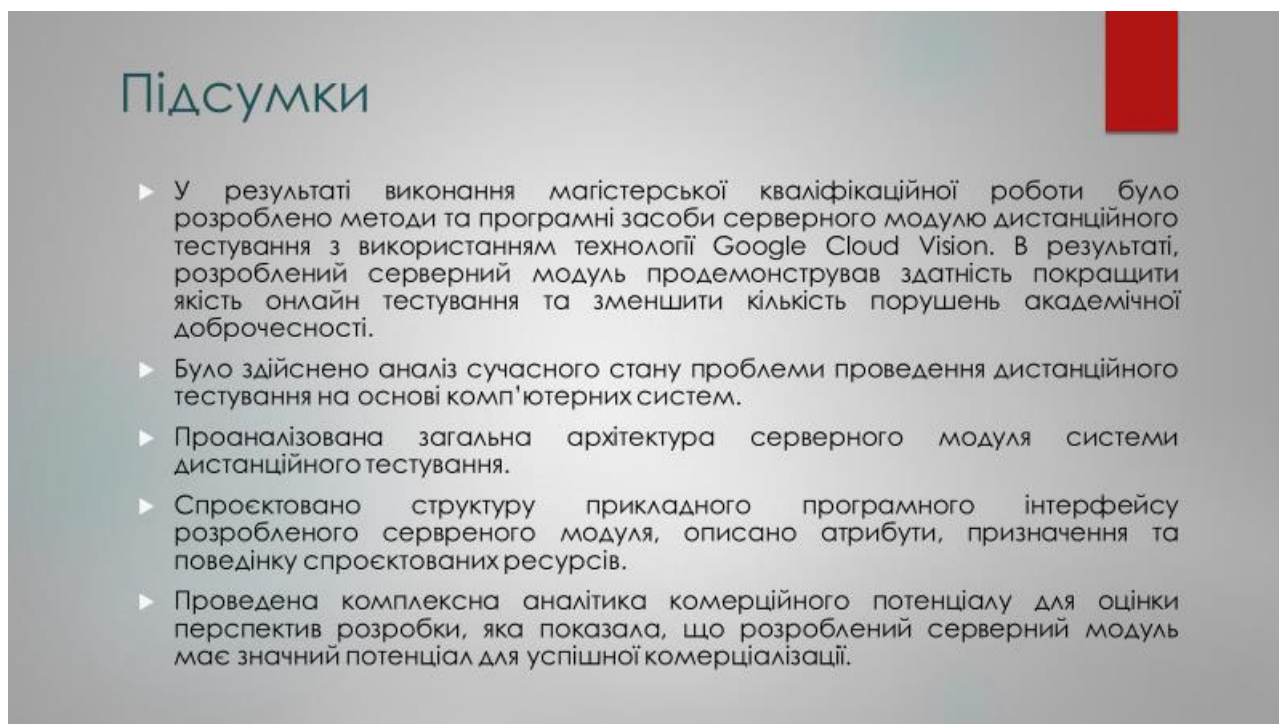 Підсумки
У результаті виконання магістерської кваліфікаційної роботи було
розроблено методи та програмні засоби серверного модулю дистанційного
тестування з використанням технології Google Cloud Vision. В результаті,
розроблений серверний модуль продемонстрував здатність покращити
якість онлайн тестування та зменшити кількість порушень академічної
доброчесності.
Було здійснено аналіз сучасного стану проблеми проведення дистанційного
тестування на основі комп'ютерних систем.
Проаналізована загальна архітектура серверного модуля системи
дистанційного тестування.
Спроєктовано структуру прикладного програмного інтерфейсу
розробленого сервреного модуля, описано атрибути, призначення та
поведінку спроєктованих ресурсів.
Проведена комплексна аналітика комерційного потенціалу для оцінки
перспектив розробки, яка показала, що розроблений серверний модуль
має значний потенціал для успішної комерціалізації.